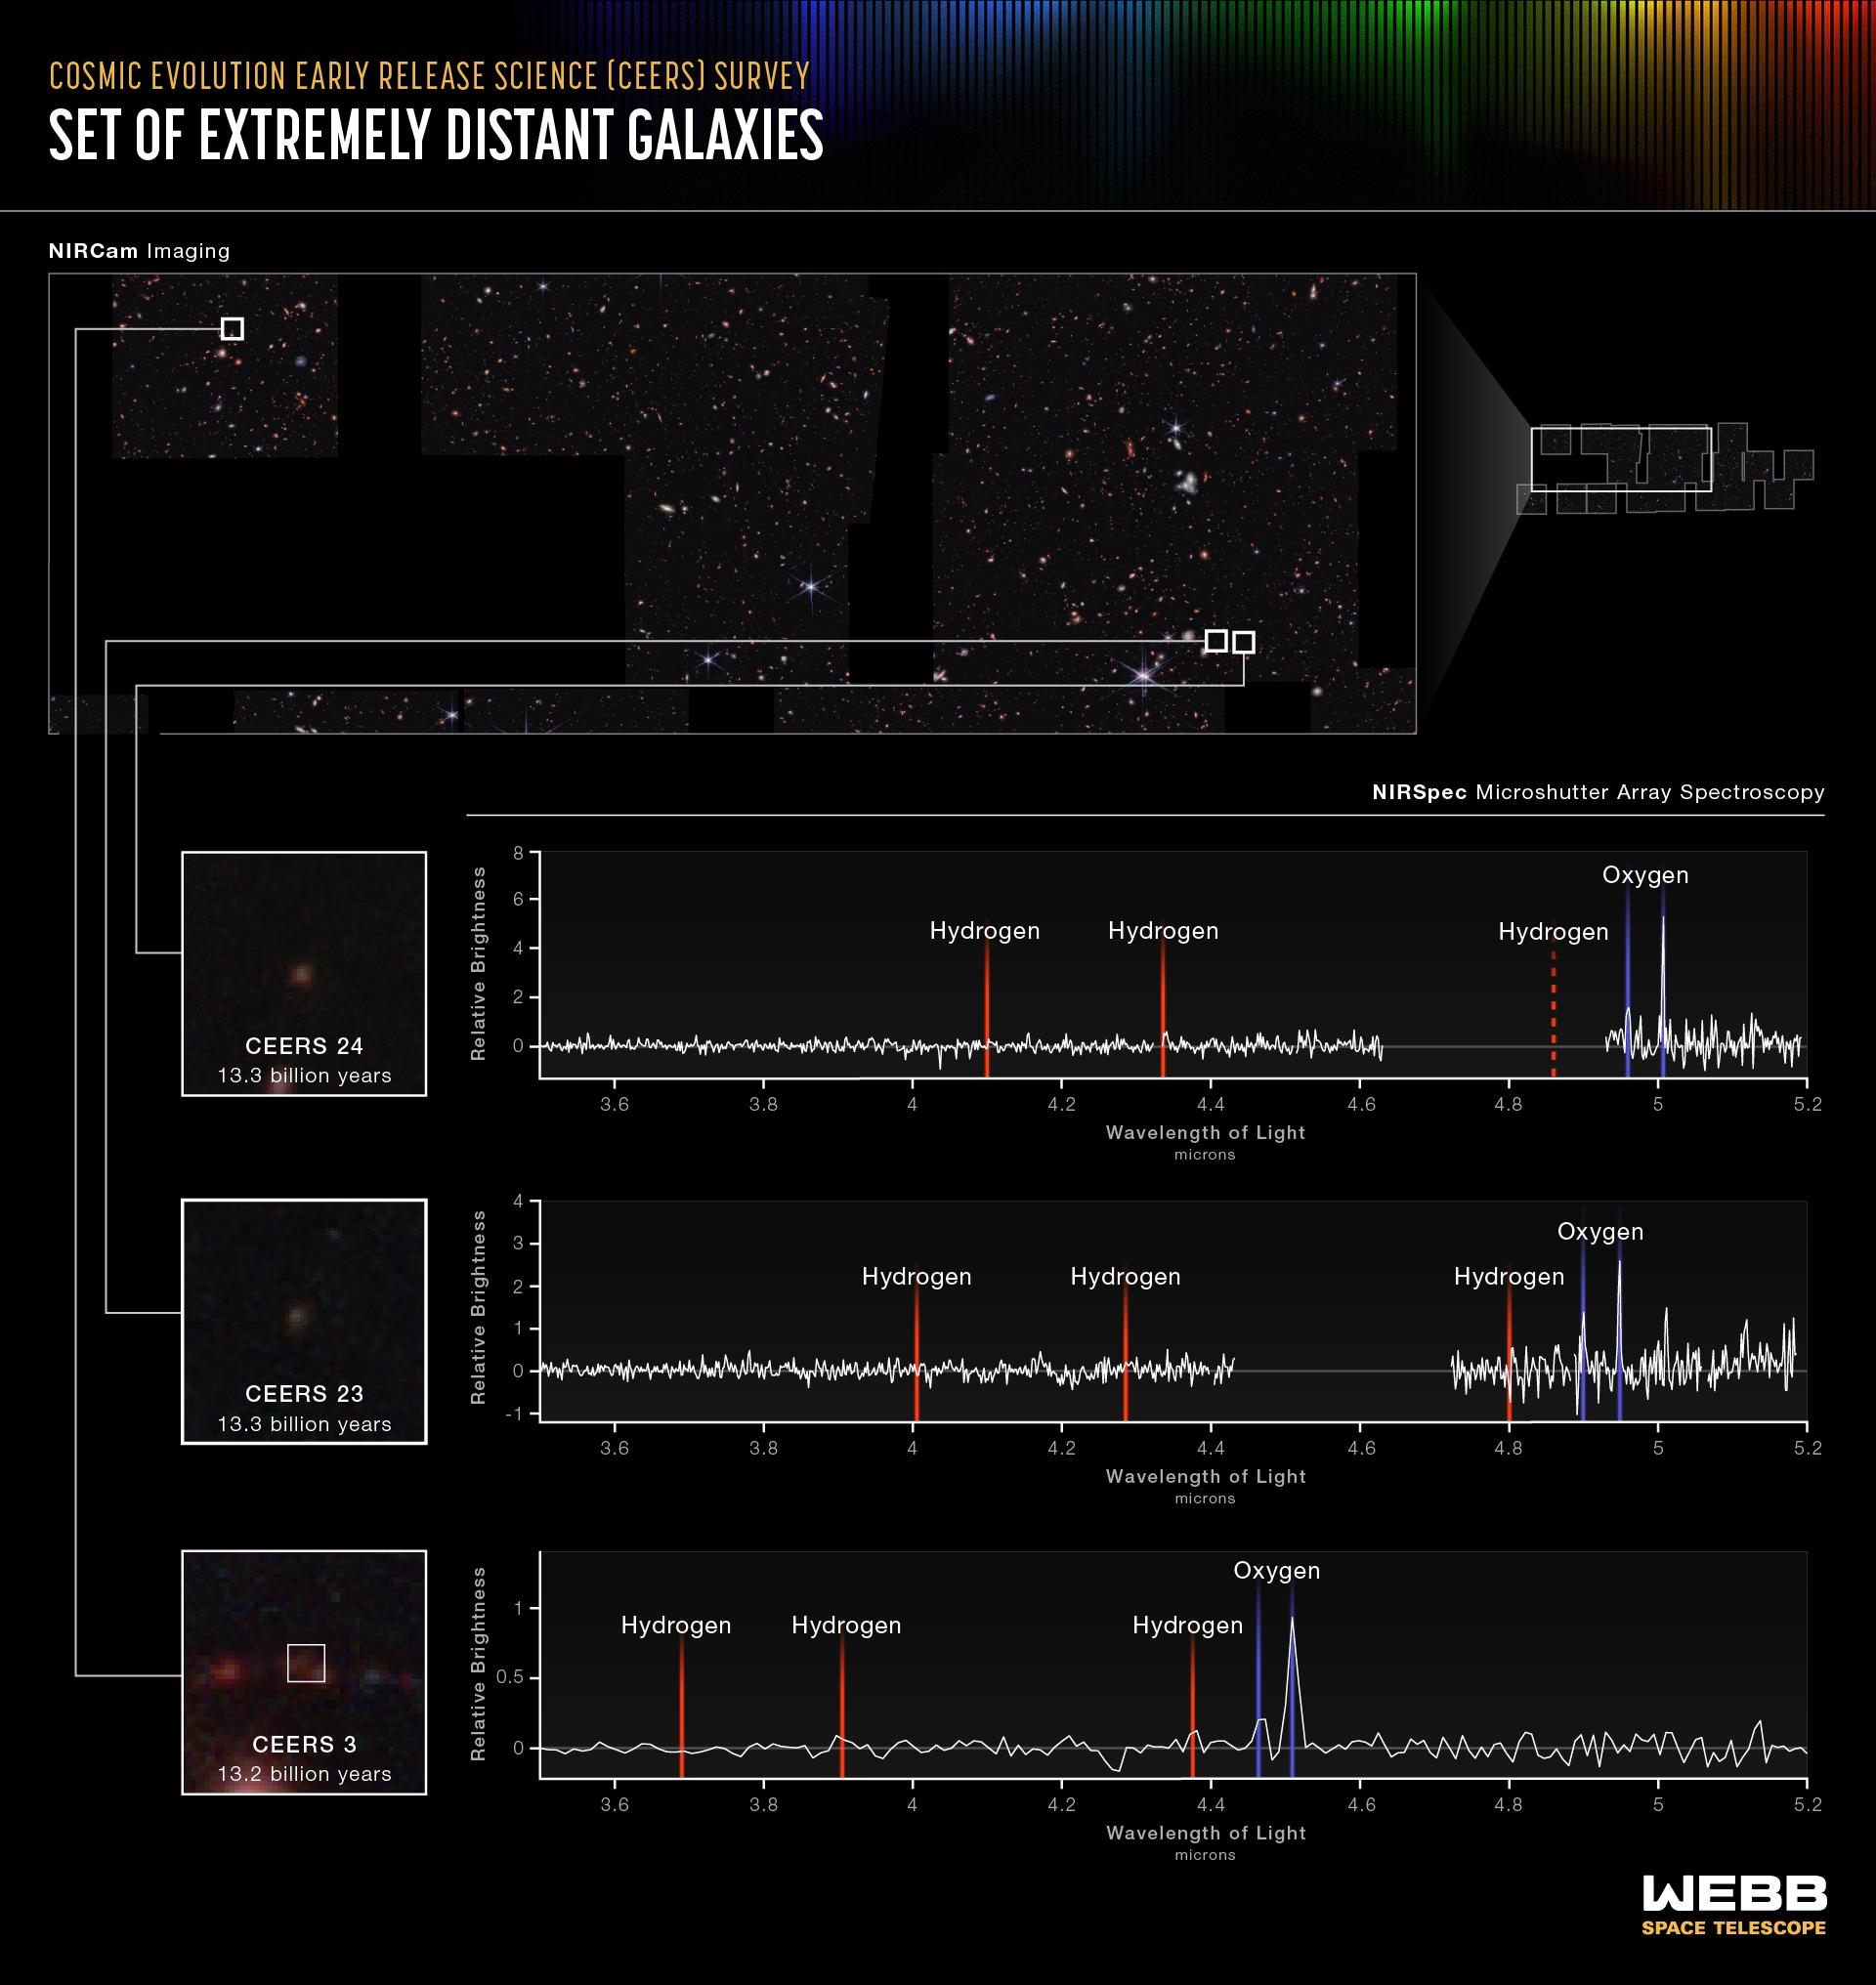 COSMIC EVOLUTION EARLY RELEASE SCIENCE (CEERS) SURVEY
SET OF EXTREMELY DISTANT GALAXIES
NIRCam Imaging
NIRSpec Microshutter Array Spectroscopy
CEERS 24
13.3 billion years
Relative Brightness
8
6
4
2
0
Hydrogen
Hydrogen
Hydrogen
Oxygen
3.6 3.8 4 4.2 4.4 4.6 4.8 5 5.2
Wavelength of Light
microns
CEERS 23
13.3 billion years
Relative Brightness
4
3
2
1
0
-1
Hydrogen
Hydrogen
Hydrogen
Oxygen
3.6 3.8 4 4.2 4.4 4.6 4.8 5 5.2
Wavelength of Light
microns
CEERS 3
13.2 billion years
Relative Brightness
1
0.5
0
Hydrogen
Hydrogen
Hydrogen
Oxygen
3.6 3.8 4 4.2 4.4 4.6 4.8 5 5.2
Wavelength of Light
microns
WEBB
SPACE TELESCOPE